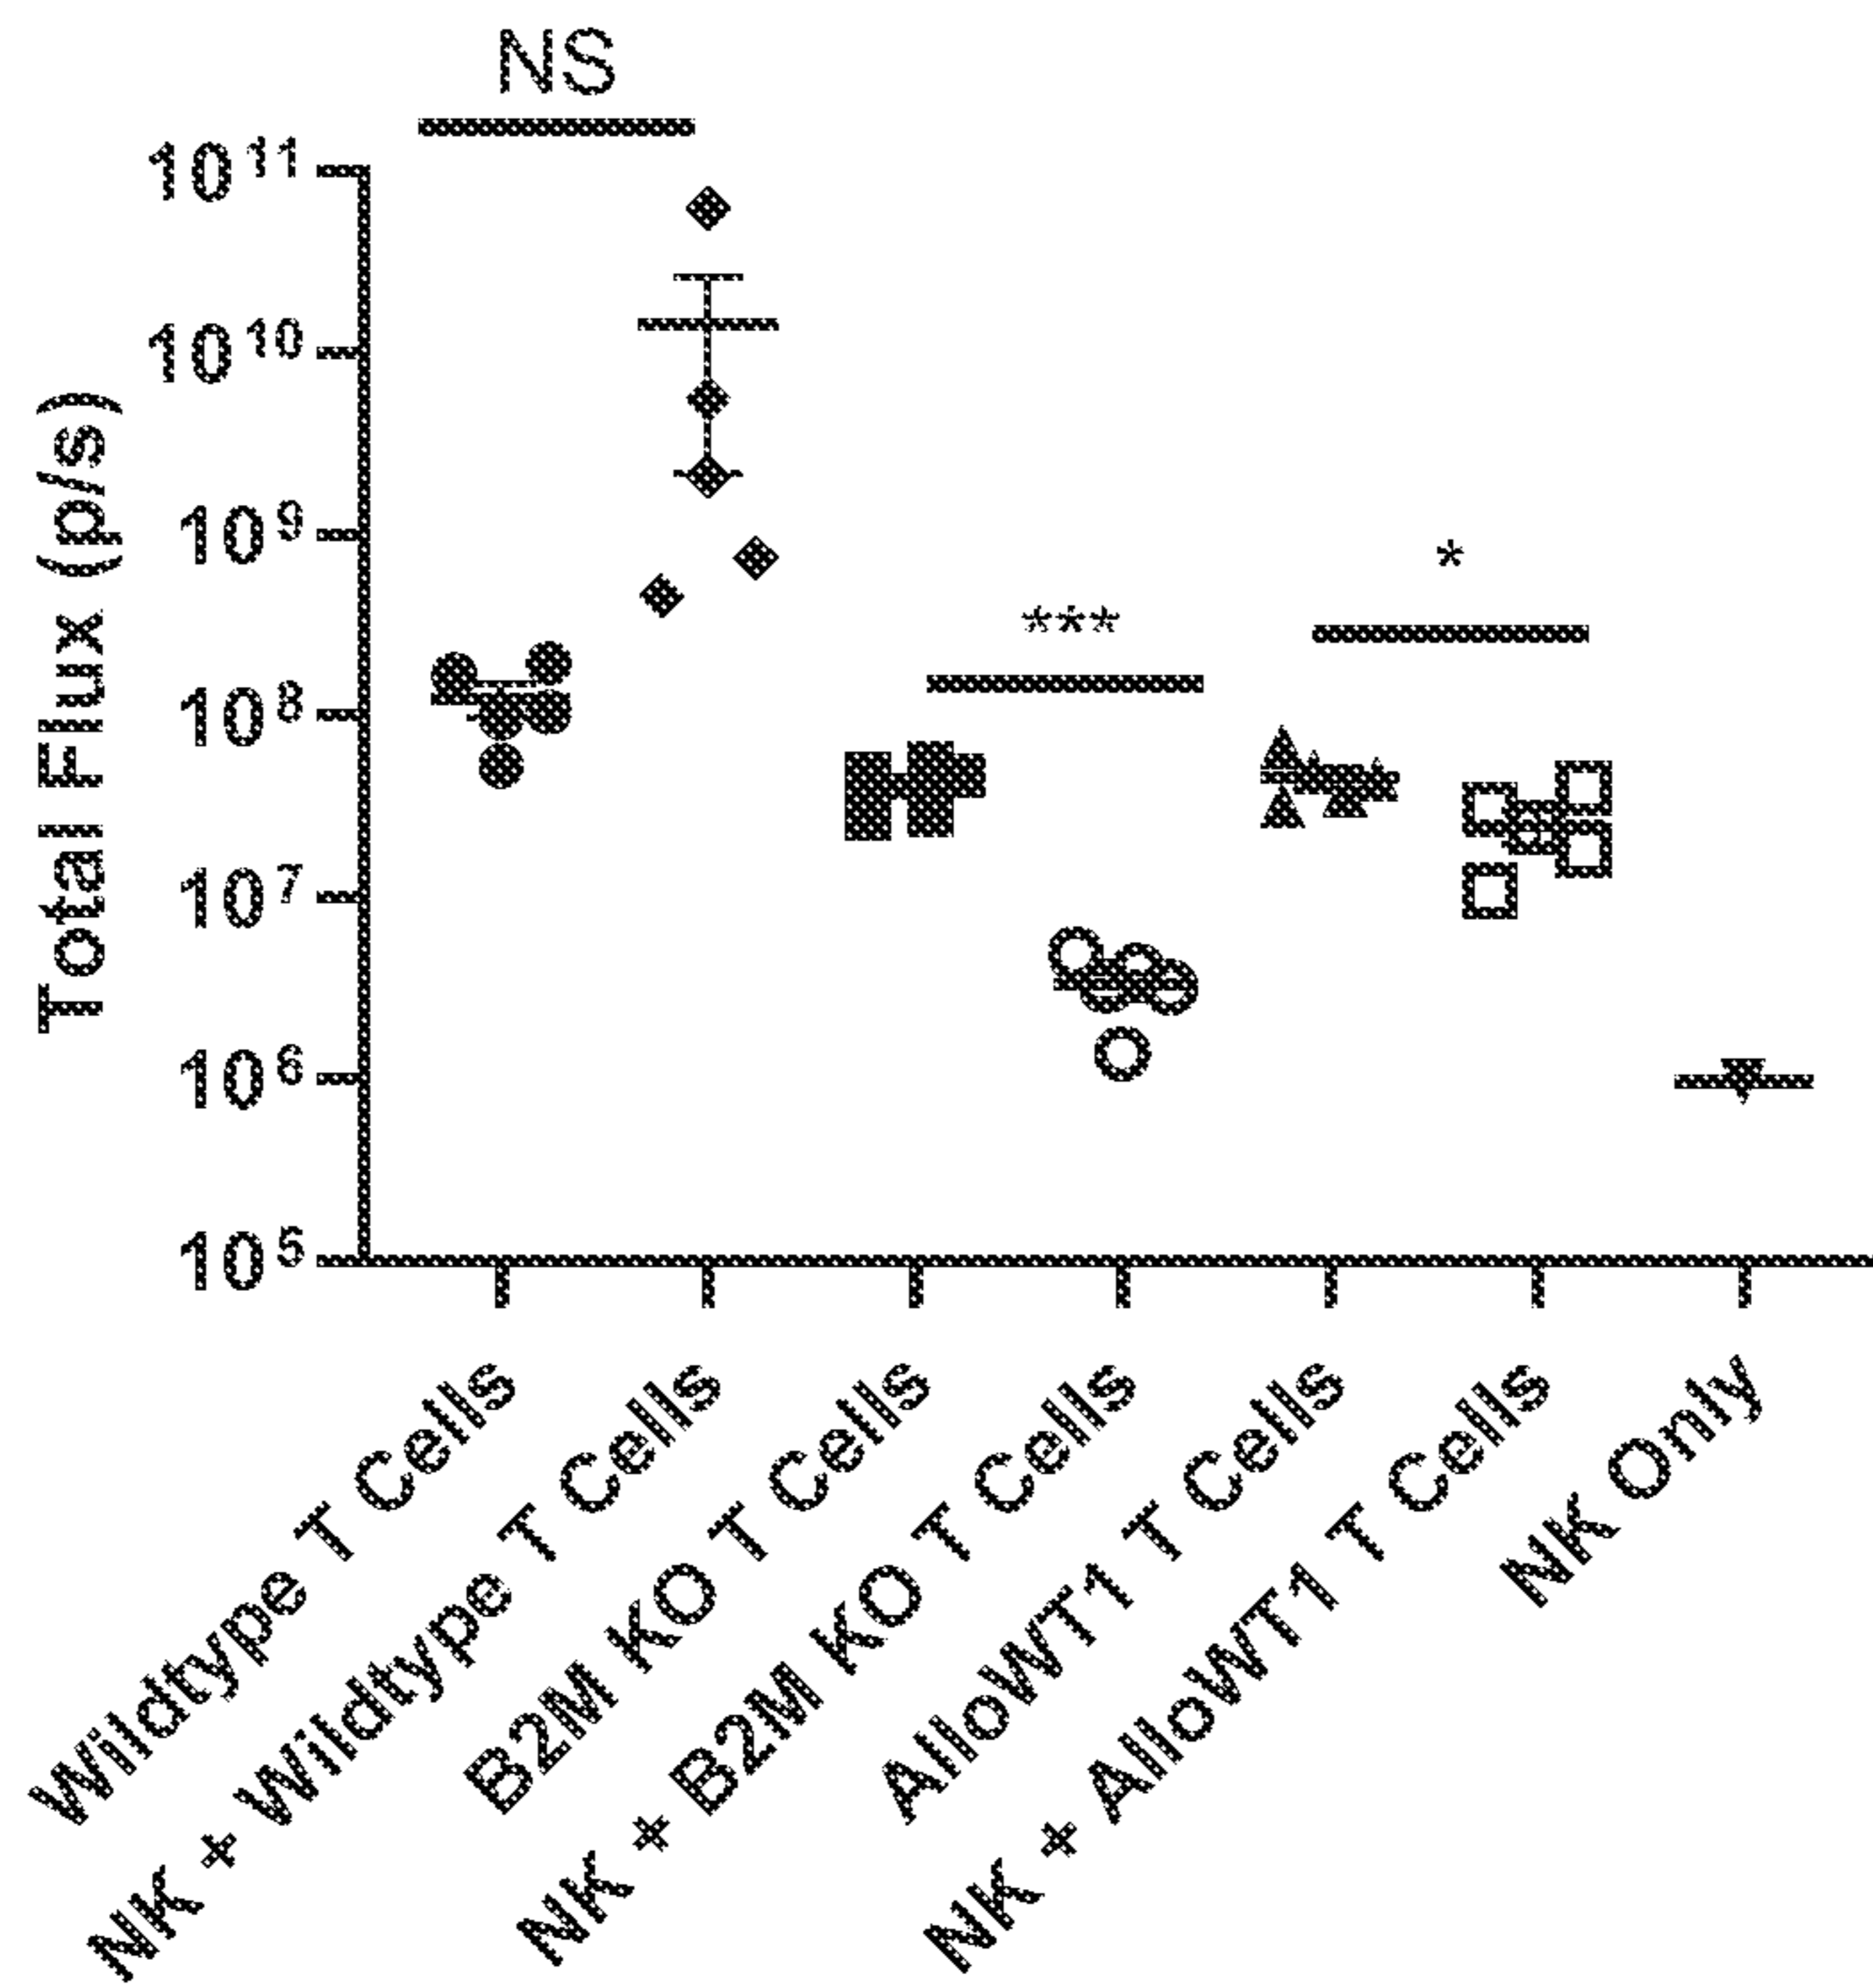 NS
10¹¹
10¹⁰
10⁹
10⁸
10⁷
10⁶
10⁵
Total Flux (p/s)
***
*
Wildtype T Cells
NK + Wildtype T Cells
B2M KO T Cells
NK + B2M KO T Cells
AlloWT1 T Cells
NK + AlloWT1 T Cells
NK Only